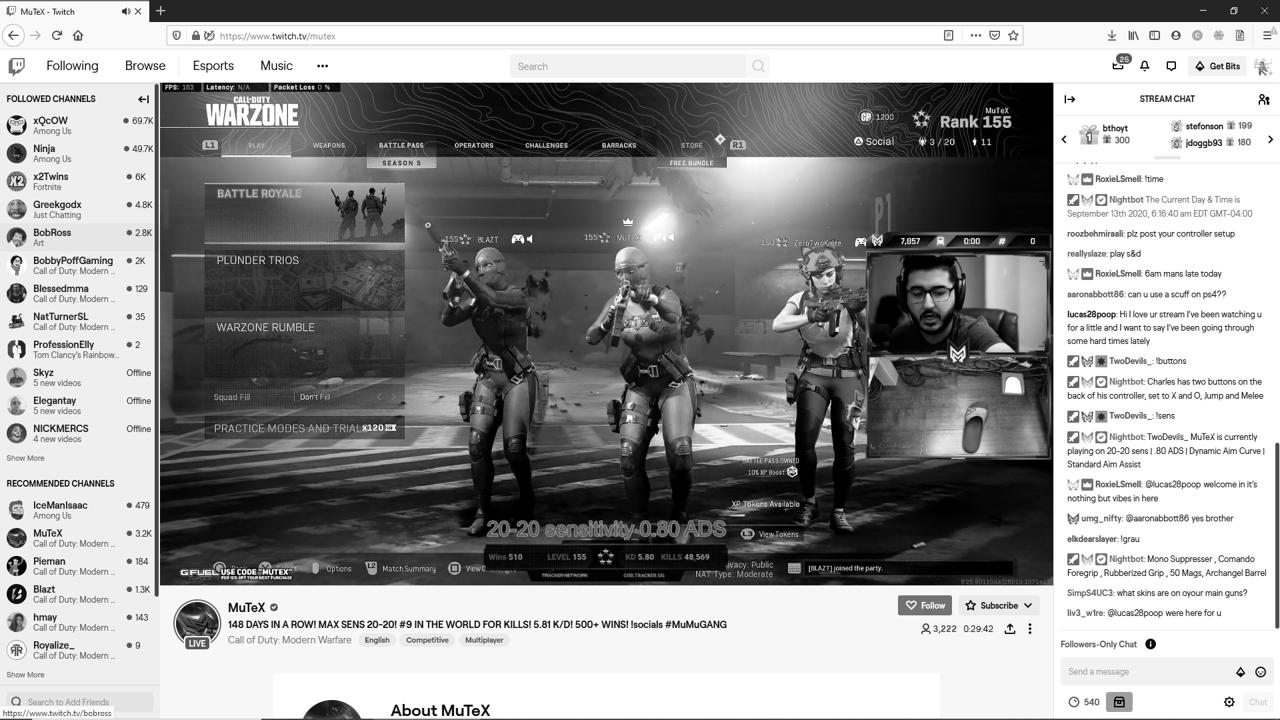 MuTeX - Twitch
https://www.twitch.tv/mutex
Following
Browse
Esports
Music
Search
25
Get Bits
FOLLOWED CHANNELS
xQcOW 69.7K
Among Us
Ninja 49.7K
Among Us
x2Twins 6K
Fortnite
Greekgodx 4.8K
Just Chatting
BobRoss 2.8K
Art
BobbyPoffGaming 2K
Call of Duty: Modern ...
Blessedmma 129
Call of Duty: Modern ...
NatTurnerSL 35
Call of Duty: Modern ...
ProfessionElly 2
Tom Clancy's Rainbow...
Skyz Offline
5 new videos
Elegantay Offline
5 new videos
NICKMERCS Offline
4 new videos
Show More
RECOMMENDED CHANNELS
IceManIsaac 479
Among Us
MuTeX 3.2K
Call of Duty: Modern ...
Pieman 184
Call of Duty: Modern ...
Blazt 1.3K
Call of Duty: Modern ...
hmay 143
Call of Duty: Modern ...
Royalize_ 9
Call of Duty: Modern ...
Show More
Search to Add Friends
https://www.twitch.tv/bobross
FPS: 163 Latency: N/A Packet Loss 0 %
CALL OF DUTY
WARZONE
CP 1200
MuTeX
Rank 155
Social 3 / 20 11
L1 PLAY WEAPONS BATTLE PASS OPERATORS CHALLENGES BARRACKS STORE R1
SEASON 5
FREE BUNDLE
BATTLE ROYALE
PLUNDER TRIOS
WARZONE RUMBLE
Squad Fill Don't Fill
PRACTICE MODES AND TRIAL x120
155 BLAZT
155 MuTeX
ZeroTwoKnife
7,857 0:00 # 0
BATTLE PASS OWNED
10% XP Boost
XP Tokens Available
L3 View Tokens
20-20 sensitivity 0.80 ADS
Wins 510 LEVEL 155 KD 5.80 KILLS 48,569
TRACKER NETWORK COD.TRACKER.GG
G FUEL USE CODE "MUTEX"
FOR 10% OFF YOUR NEXT PURCHASE
Options
L2 Match Summary
NAT Type: Moderate
[BLAZT] joined the party.
MuTeX
LIVE
148 DAYS IN A ROW! MAX SENS 20-20! #9 IN THE WORLD FOR KILLS! 5.81 K/D! 500+ WINS! !socials #MuMuGANG
Call of Duty: Modern Warfare English Competitive Multiplayer
Follow
Subscribe
3,222 0:29:42
About MuTeX
STREAM CHAT
1 bthoyt 300
stefonson 199
jdoggb93 180
RoxieLSmell: !time
Nightbot The Current Day & Time is
September 13th 2020, 6:16:40 am EDT GMT-04:00
roozbehmiraali: plz post your controller setup
reallyslaze: play s&d
RoxieLSmell: 6am mans late today
aaronabbott86: can u use a scuff on ps4??
lucas28poop: Hi I love ur stream I've been watching u
for a little and I want to say I've been going through
some hard times lately
TwoDevils_: !buttons
Nightbot: Charles has two buttons on the
back of his controller, set to X and O, Jump and Melee
TwoDevils_: !sens
Nightbot: TwoDevils_ MuTeX is currently
playing on 20-20 sens | .80 ADS | Dynamic Aim Curve |
Standard Aim Assist
RoxieLSmell: @lucas28poop welcome in it's
nothing but vibes in here
umg_nifty: @aaronabbott86 yes brother
elkdearslayer: !grau
Nightbot: Mono Suppresser , Comando
Foregrip , Rubberized Grip , 50 Mags, Archangel Barrel
SimpS4UC3: what skins are on oyour main guns?
liv3_w1re: @lucas28poop were here for u
Followers-Only Chat
Send a message
540
Chat